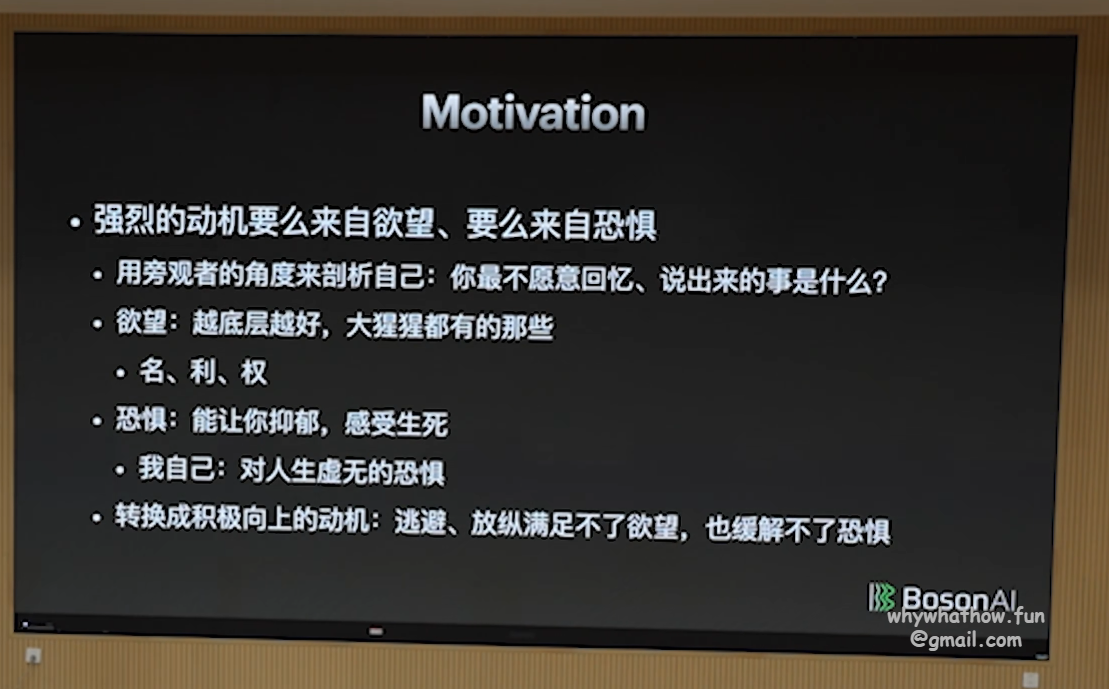 Motivation
• 强烈的动机要么来自欲望、要么来自恐惧
• 用旁观者的角度来剖析自己：你最不愿意回忆、说出来的事是什么？
• 欲望：越底层越好，大猩猩都有的那些
• 名、利、权
• 恐惧：能让你抑郁，感受生死
• 我自己：对人生虚无的恐惧
• 转换成积极向上的动机：逃避、放纵满足不了欲望，也缓解不了恐惧
BosonAI
whywhathow.fun
@gmail.com